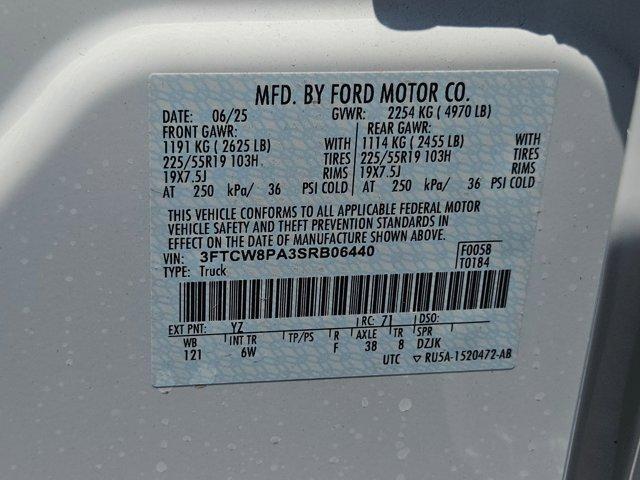 MFD. BY FORD MOTOR CO.
DATE: 06/25 GVWR: 2254 KG ( 4970 LB)
FRONT GAWR: REAR GAWR:
1191 KG ( 2625 LB) WITH 1114 KG ( 2455 LB) WITH
225/55R19 103H TIRES 225/55R19 103H TIRES
19X7.5J RIMS 19X7.5J RIMS
AT 250 kPa/ 36 PSI COLD AT 250 kPa/ 36 PSI COLD
THIS VEHICLE CONFORMS TO ALL APPLICABLE FEDERAL MOTOR
VEHICLE SAFETY AND THEFT PREVENTION STANDARDS IN
EFFECT ON THE DATE OF MANUFACTURE SHOWN ABOVE.
VIN: 3FTCW8PA3SRB06440 F0058
TYPE: Truck T0184
EXT PNT: YZ RC: 71 DSO:
WB INT TR TP/PS R AXLE TR SPR
121 6W F 38 8 DZJK
UTC ▽ RU5A-1520472-AB